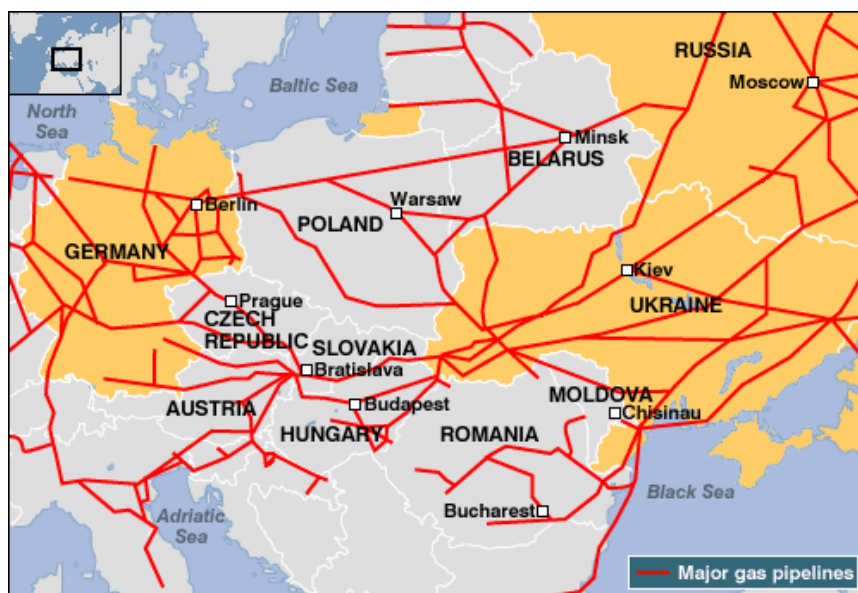 RUSSIA
Moscow
Baltic Sea
North
Sea
Minsk
BELARUS
Warsaw
Berlin
POLAND
GERMANY
Kiev
UKRAINE
Prague
CZECH
REPUBLIC
SLOVAKIA
Bratislava
MOLDOVA
Chisinau
AUSTRIA
Budapest
HUNGARY
ROMANIA
Black Sea
Bucharest
Adriatic
Sea
Major gas pipelines